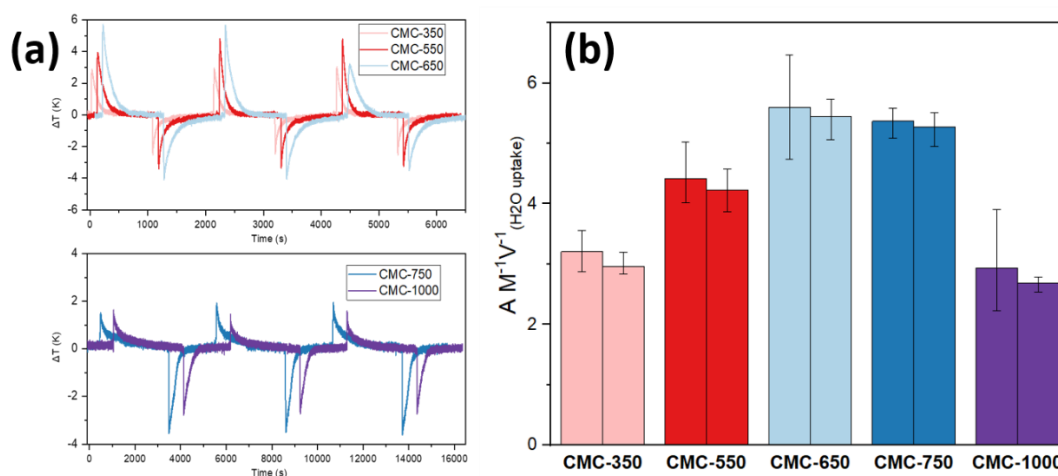 (a)
CMC-350
CMC-550
CMC-650
6
4
2
0
-2
-4
-6
ΔT (K)
0 1000 2000 3000 4000 5000 6000
Time (s)
CMC-750
CMC-1000
4
2
0
-2
-4
ΔT (K)
0 2000 4000 6000 8000 10000 12000 14000 16000
Time (s)
(b)
A M⁻¹V⁻¹(H2O uptake)
6
4
2
0
CMC-350 CMC-550 CMC-650 CMC-750 CMC-1000